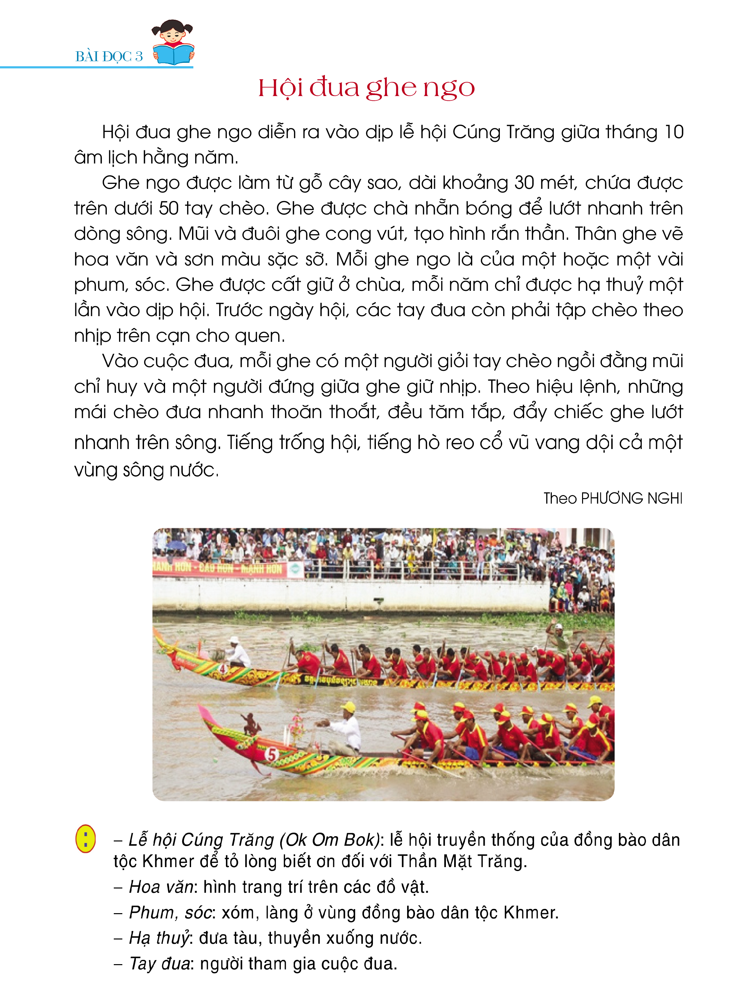 BÀI ĐỌC 3
Hội đua ghe ngo
Hội đua ghe ngo diễn ra vào dịp lễ hội Cúng Trăng giữa tháng 10
âm lịch hằng năm.
Ghe ngo được làm từ gỗ cây sao, dài khoảng 30 mét, chứa được
trên dưới 50 tay chèo. Ghe được chà nhẵn bóng để lướt nhanh trên
dòng sông. Mũi và đuôi ghe cong vút, tạo hình rắn thần. Thân ghe vẽ
hoa văn và sơn màu sặc sỡ. Mỗi ghe ngo là của một hoặc một vài
phum, sóc. Ghe được cất giữ ở chùa, mỗi năm chỉ được hạ thuỷ một
lần vào dịp hội. Trước ngày hội, các tay đua còn phải tập chèo theo
nhịp trên cạn cho quen.
Vào cuộc đua, mỗi ghe có một người giỏi tay chèo ngồi đằng mũi
chỉ huy và một người đứng giữa ghe giữ nhịp. Theo hiệu lệnh, những
mái chèo đưa nhanh thoăn thoắt, đều tăm tắp, đẩy chiếc ghe lướt
nhanh trên sông. Tiếng trống hội, tiếng hò reo cổ vũ vang dội cả một
vùng sông nước.
Theo PHƯƠNG NGHI
HANH HƠN - CAO HƠN - MẠNH HƠN
4
5
– Lễ hội Cúng Trăng (Ok Om Bok): lễ hội truyền thống của đồng bào dân
tộc Khmer để tỏ lòng biết ơn đối với Thần Mặt Trăng.
– Hoa văn: hình trang trí trên các đồ vật.
– Phum, sóc: xóm, làng ở vùng đồng bào dân tộc Khmer.
– Hạ thuỷ: đưa tàu, thuyền xuống nước.
– Tay đua: người tham gia cuộc đua.